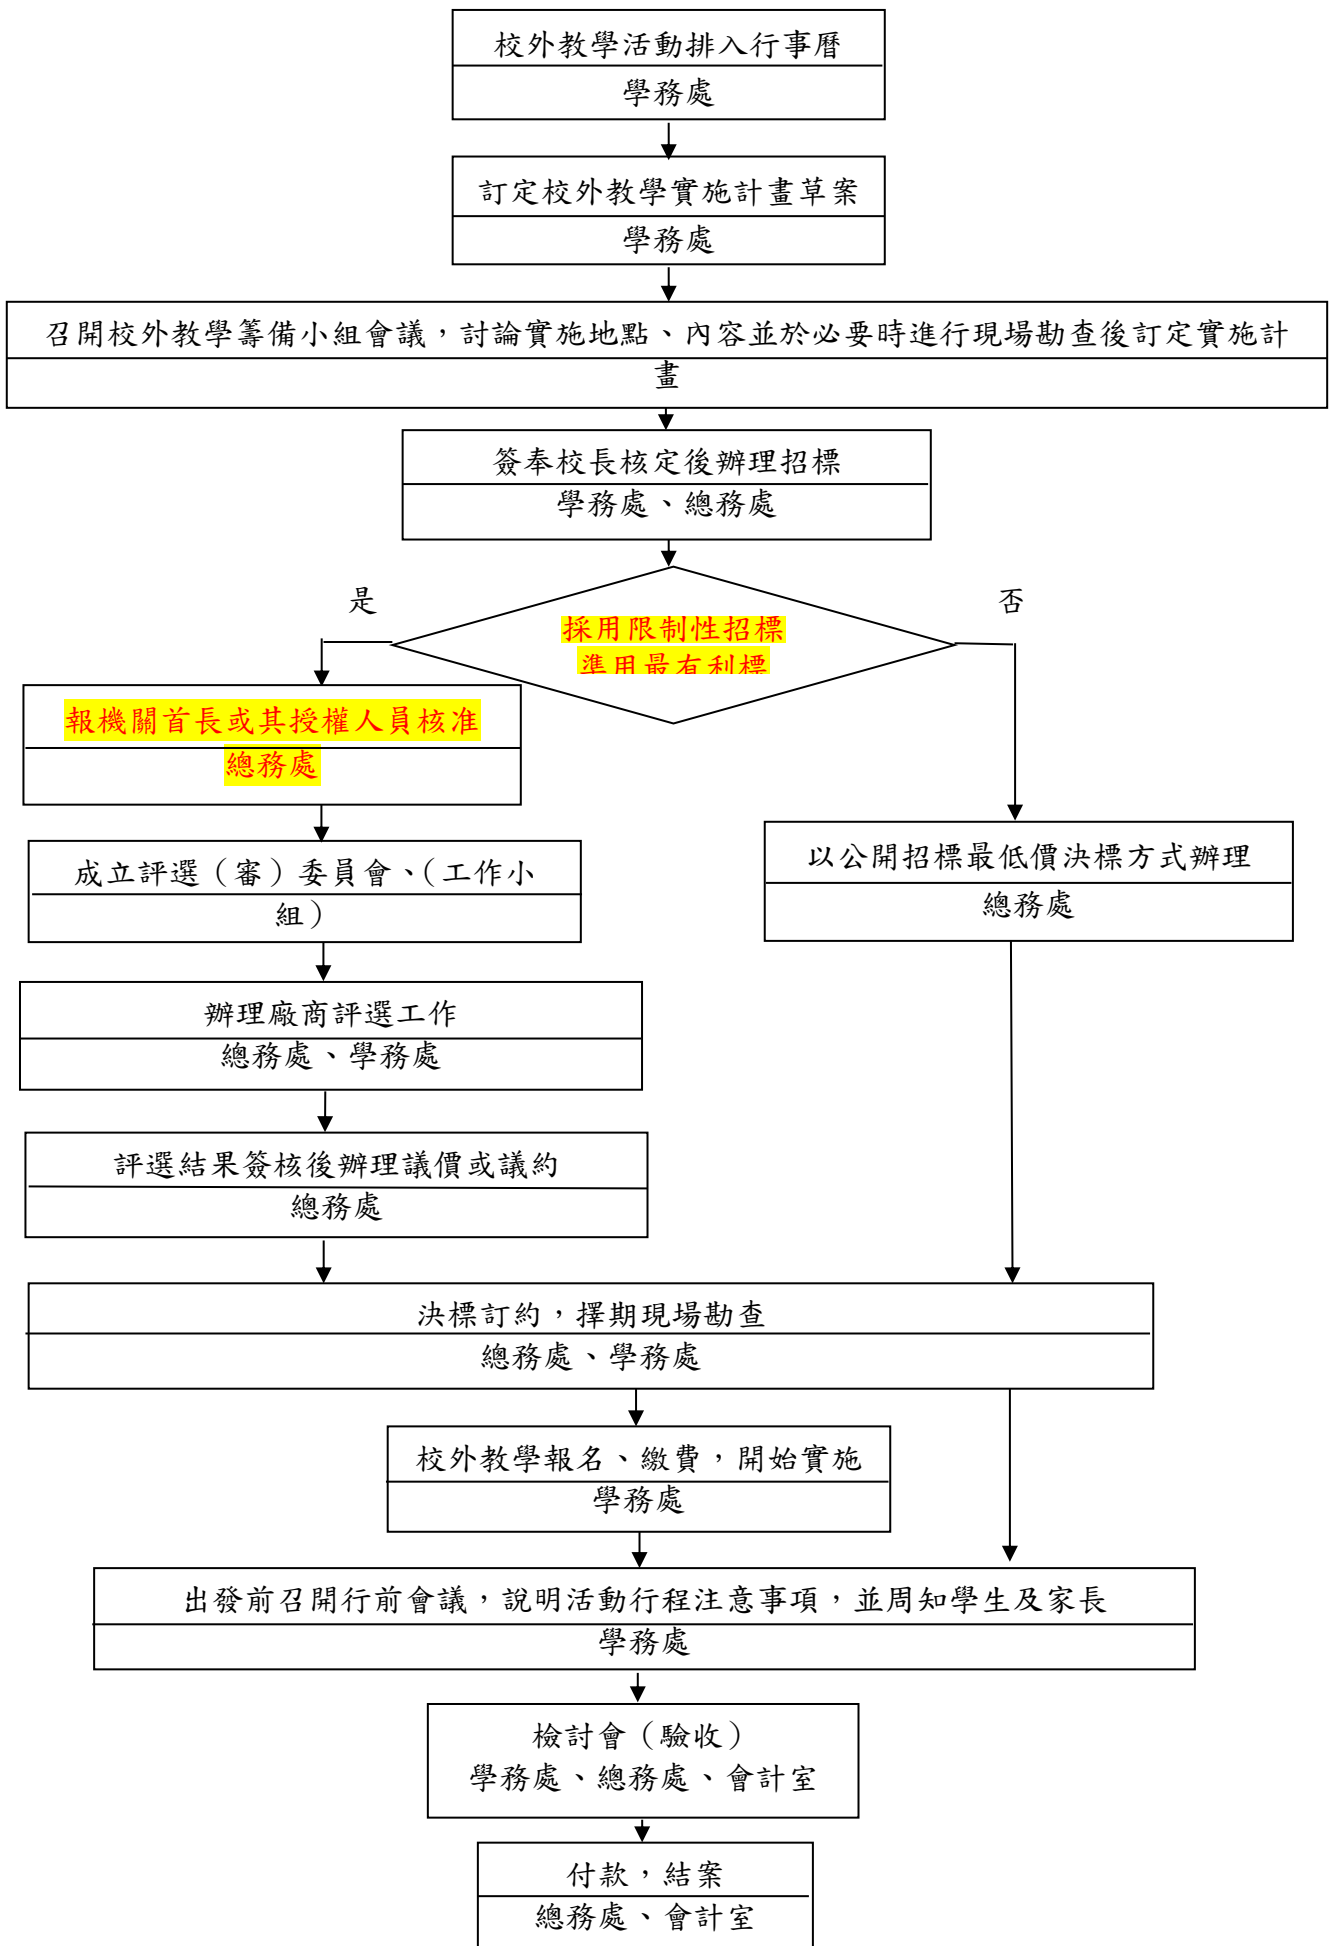 校外教學活動排入行事曆
學務處
訂定校外教學實施計畫草案
學務處
召開校外教學籌備小組會議，討論實施地點、內容並於必要時進行現場勘查後訂定實施計
畫
簽奉校長核定後辦理招標
學務處、總務處
是
否
採用限制性招標
準用最有利標
報機關首長或其授權人員核准
總務處
成立評選（審）委員會、（工作小
組）
以公開招標最低價決標方式辦理
總務處
辦理廠商評選工作
總務處、學務處
評選結果簽核後辦理議價或議約
總務處
決標訂約，擇期現場勘查
總務處、學務處
校外教學報名、繳費，開始實施
學務處
出發前召開行前會議，說明活動行程注意事項，並周知學生及家長
學務處
檢討會（驗收）
學務處、總務處、會計室
付款，結案
總務處、會計室